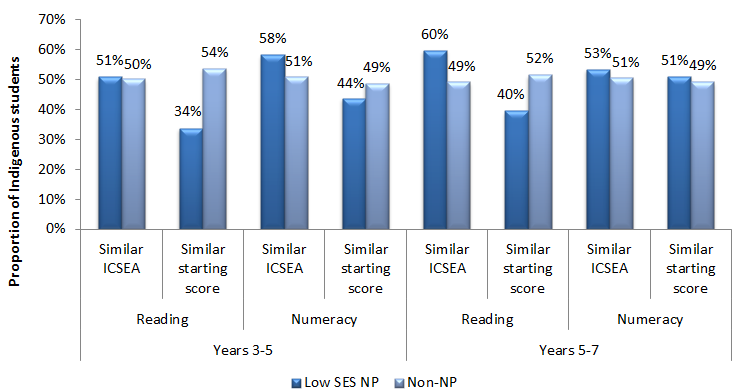 Proportion of Indigenous students
70%
60%
50%
40%
30%
20%
10%
0%
51% 50%
34% 54%
58% 51%
44% 49%
60% 49%
40% 52%
53% 51%
51% 49%
Similar ICSEA
Similar starting score
Similar ICSEA
Similar starting score
Similar ICSEA
Similar starting score
Similar ICSEA
Similar starting score
Reading Numeracy Reading Numeracy
Years 3-5 Years 5-7
Low SES NP Non-NP